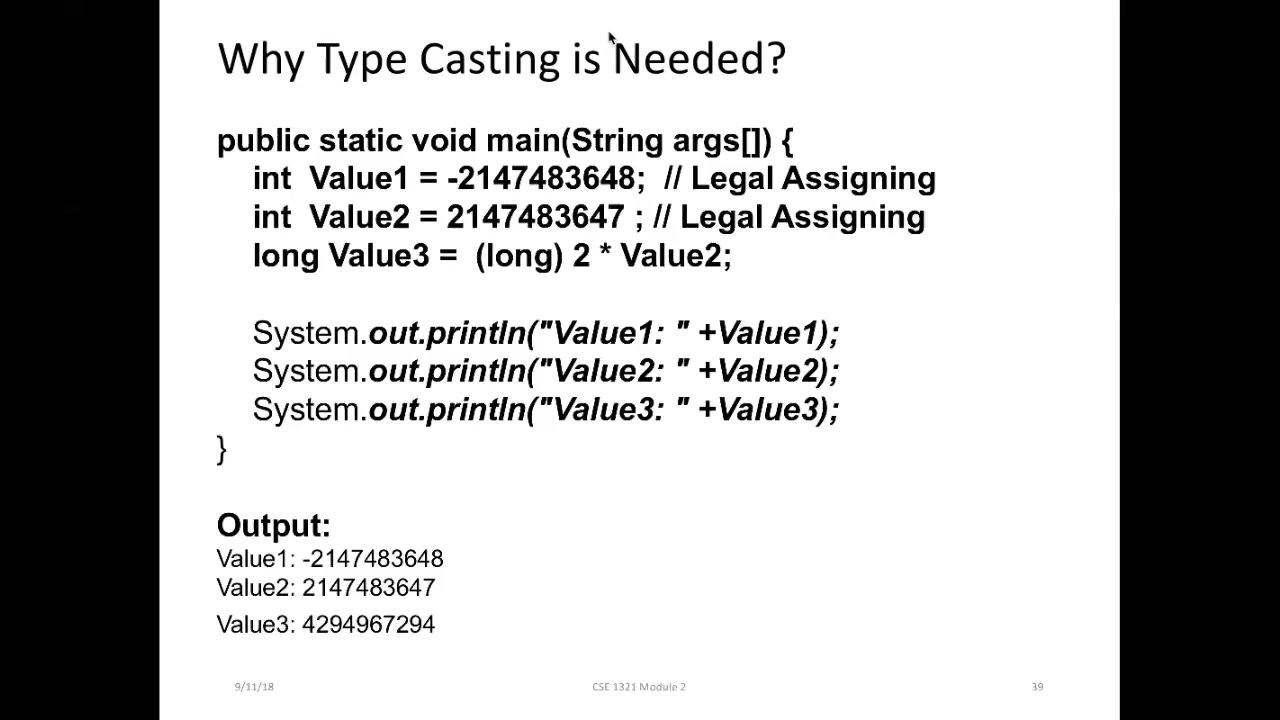 Why Type Casting is Needed?
public static void main(String args[]) {
int  Value1 = -2147483648;  // Legal Assigning
int  Value2 = 2147483647 ; // Legal Assigning
long Value3 =  (long) 2 * Value2;
System.out.println("Value1: " +Value1);
System.out.println("Value2: " +Value2);
System.out.println("Value3: " +Value3);
}
Output:
Value1: -2147483648
Value2: 2147483647
Value3: 4294967294
9/11/18 CSE 1321 Module 2 39